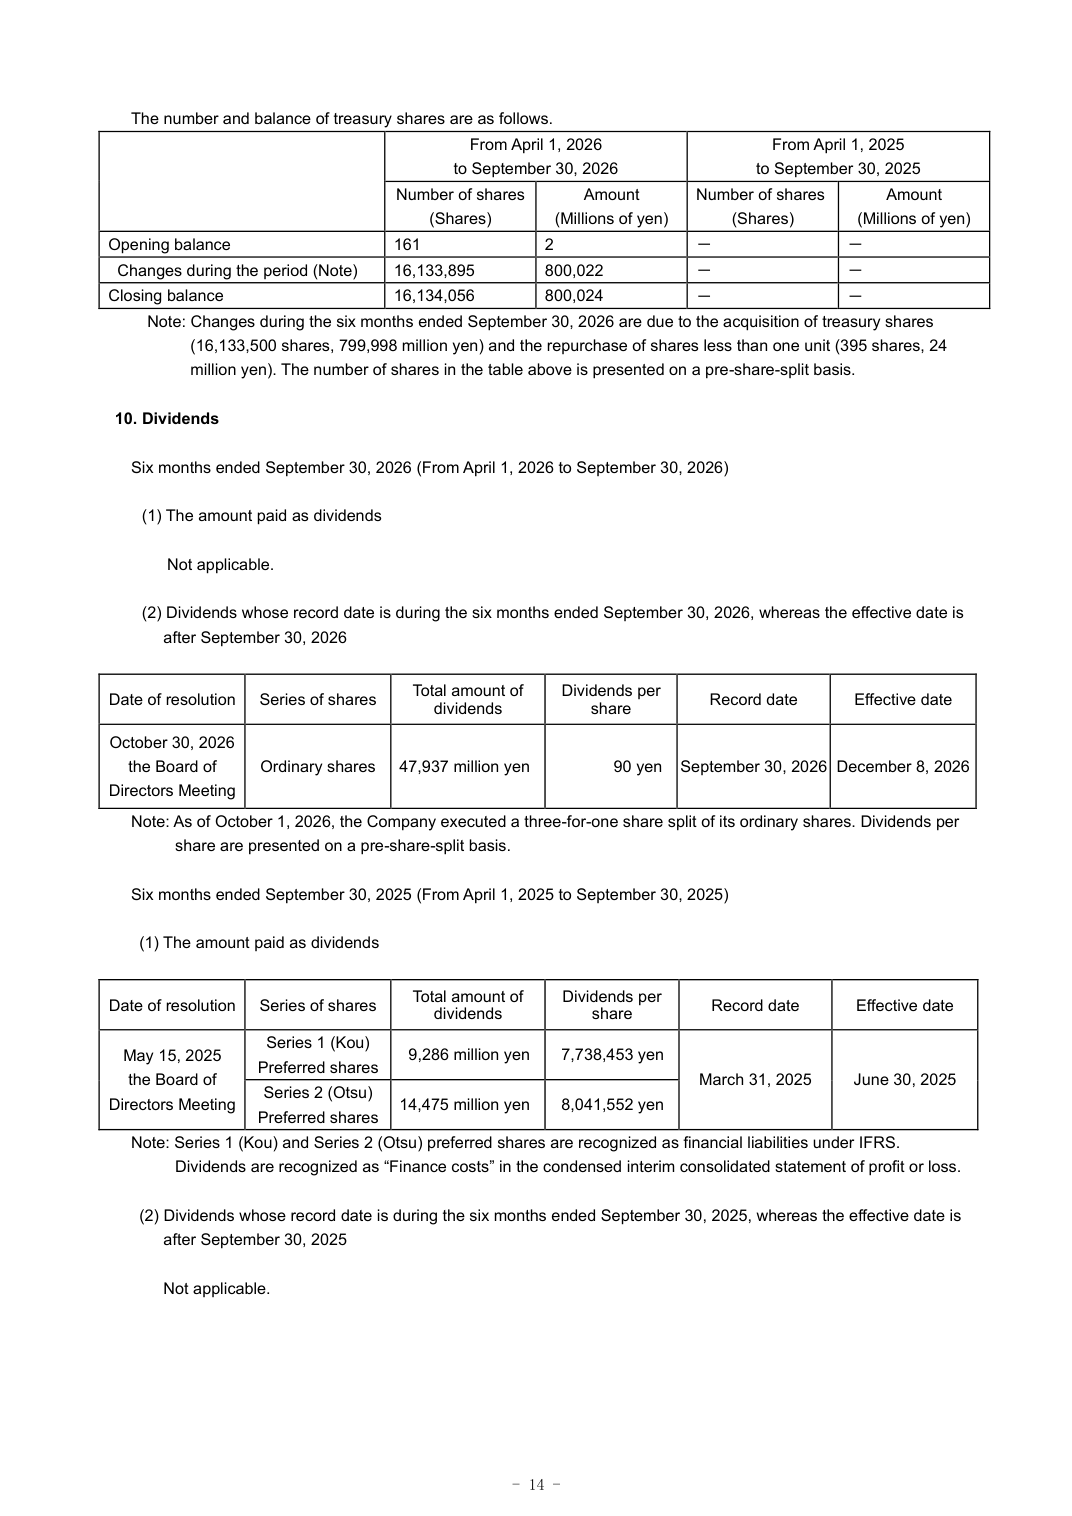 The number and balance of treasury shares are as follows.
From April 1, 2026
to September 30, 2026
From April 1, 2025
to September 30, 2025
Number of shares
(Shares)
Amount
(Millions of yen)
Number of shares
(Shares)
Amount
(Millions of yen)
Opening balance 161 2 — —
Changes during the period (Note) 16,133,895 800,022 — —
Closing balance 16,134,056 800,024 — —
Note: Changes during the six months ended September 30, 2026 are due to the acquisition of treasury shares
(16,133,500 shares, 799,998 million yen) and the repurchase of shares less than one unit (395 shares, 24
million yen). The number of shares in the table above is presented on a pre-share-split basis.
10. Dividends
Six months ended September 30, 2026 (From April 1, 2026 to September 30, 2026)
(1) The amount paid as dividends
Not applicable.
(2) Dividends whose record date is during the six months ended September 30, 2026, whereas the effective date is
after September 30, 2026
Date of resolution
Series of shares
Total amount of
dividends
Dividends per
share
Record date
Effective date
October 30, 2026
the Board of
Directors Meeting
Ordinary shares
47,937 million yen
90 yen
September 30, 2026
December 8, 2026
Note: As of October 1, 2026, the Company executed a three-for-one share split of its ordinary shares. Dividends per
share are presented on a pre-share-split basis.
Six months ended September 30, 2025 (From April 1, 2025 to September 30, 2025)
(1) The amount paid as dividends
Date of resolution
Series of shares
Total amount of
dividends
Dividends per
share
Record date
Effective date
May 15, 2025
the Board of
Directors Meeting
Series 1 (Kou)
Preferred shares
9,286 million yen
7,738,453 yen
Series 2 (Otsu)
Preferred shares
14,475 million yen
8,041,552 yen
March 31, 2025
June 30, 2025
Note: Series 1 (Kou) and Series 2 (Otsu) preferred shares are recognized as financial liabilities under IFRS.
Dividends are recognized as “Finance costs” in the condensed interim consolidated statement of profit or loss.
(2) Dividends whose record date is during the six months ended September 30, 2025, whereas the effective date is
after September 30, 2025
Not applicable.
- 14 -